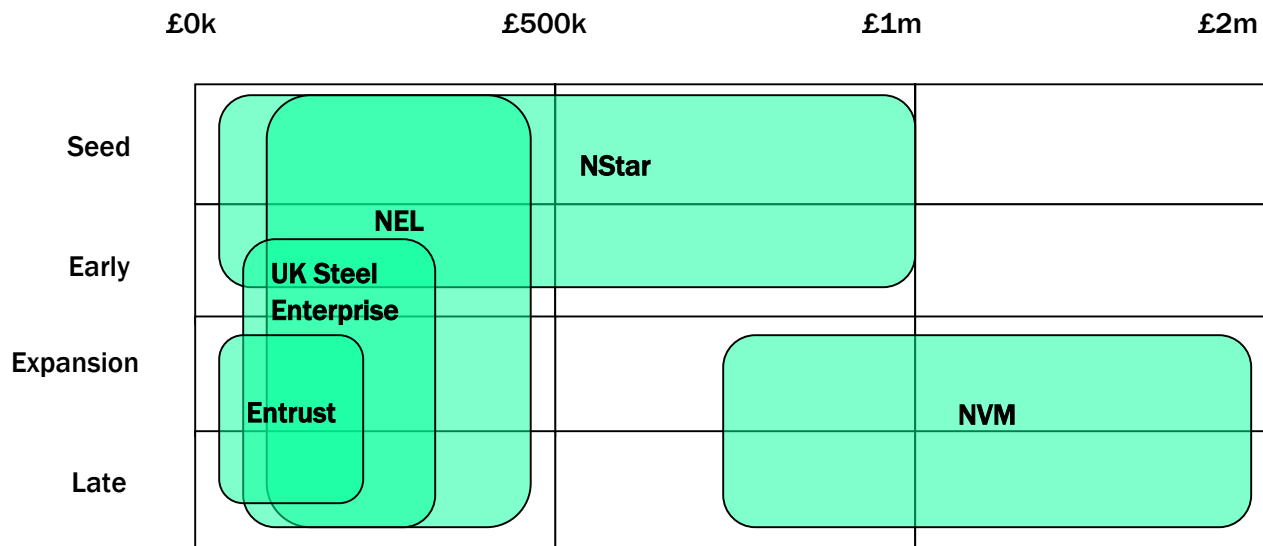 £0k £500k £1m £2m
Seed
NStar
NEL
Early
UK Steel
Enterprise
Expansion
Entrust
NVM
Late